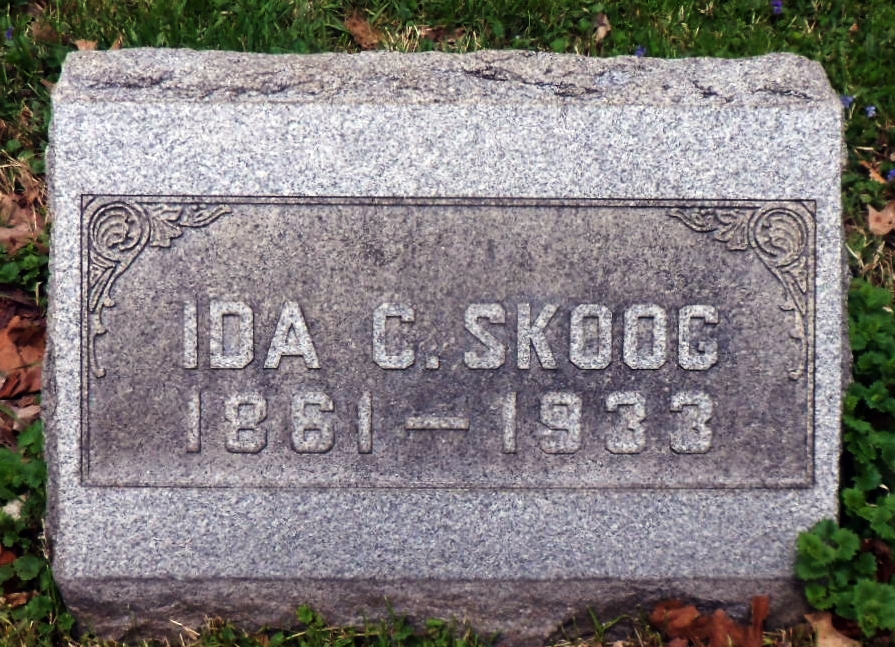 IDA C. SKOOG
1861 — 1933